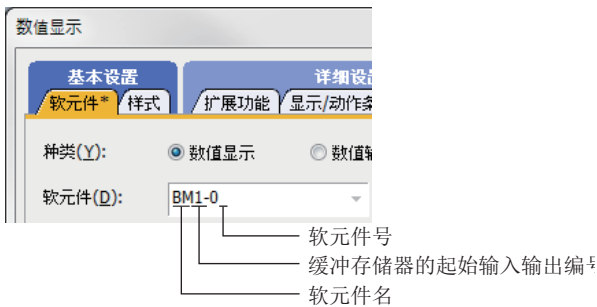 数值显示
基本设置 详细设
软元件* 样式 扩展功能 显示/动作条
种类(Y): 数值显示 数值输
软元件(D): BM1-0
软元件号
缓冲存储器的起始输入输出编号
软元件名